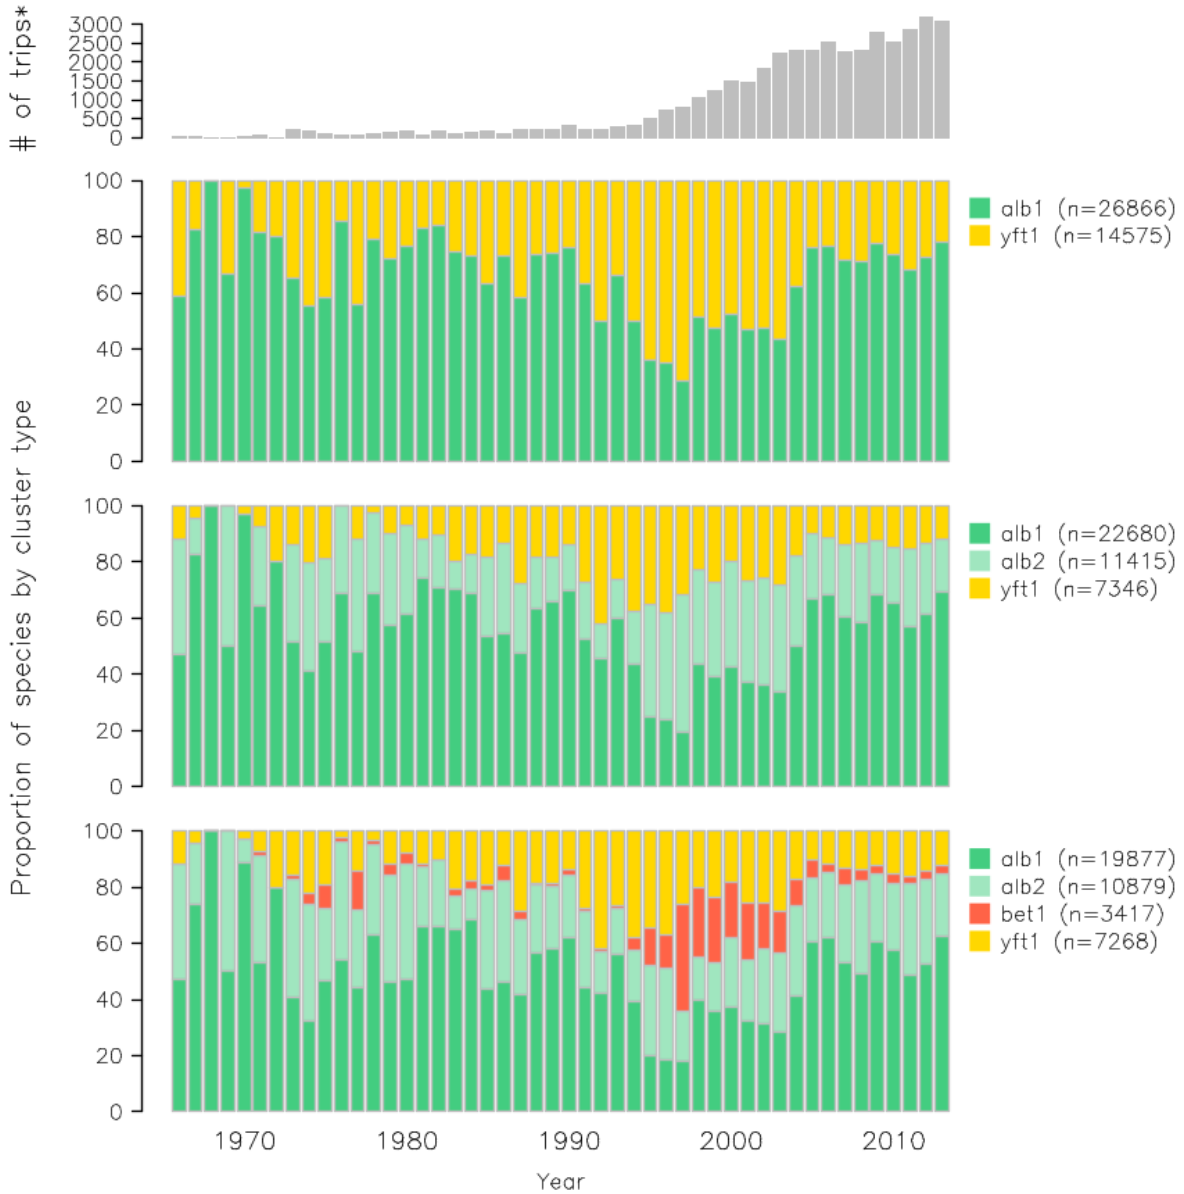 # of trips*
3000
2500
2000
1500
1000
500
0
Proportion of species by cluster type
100
80
60
40
20
0
alb1 (n=26866)
yft1 (n=14575)
100
80
60
40
20
0
alb1 (n=22680)
alb2 (n=11415)
yft1 (n=7346)
100
80
60
40
20
0
alb1 (n=19877)
alb2 (n=10879)
bet1 (n=3417)
yft1 (n=7268)
1970 1980 1990 2000 2010
Year